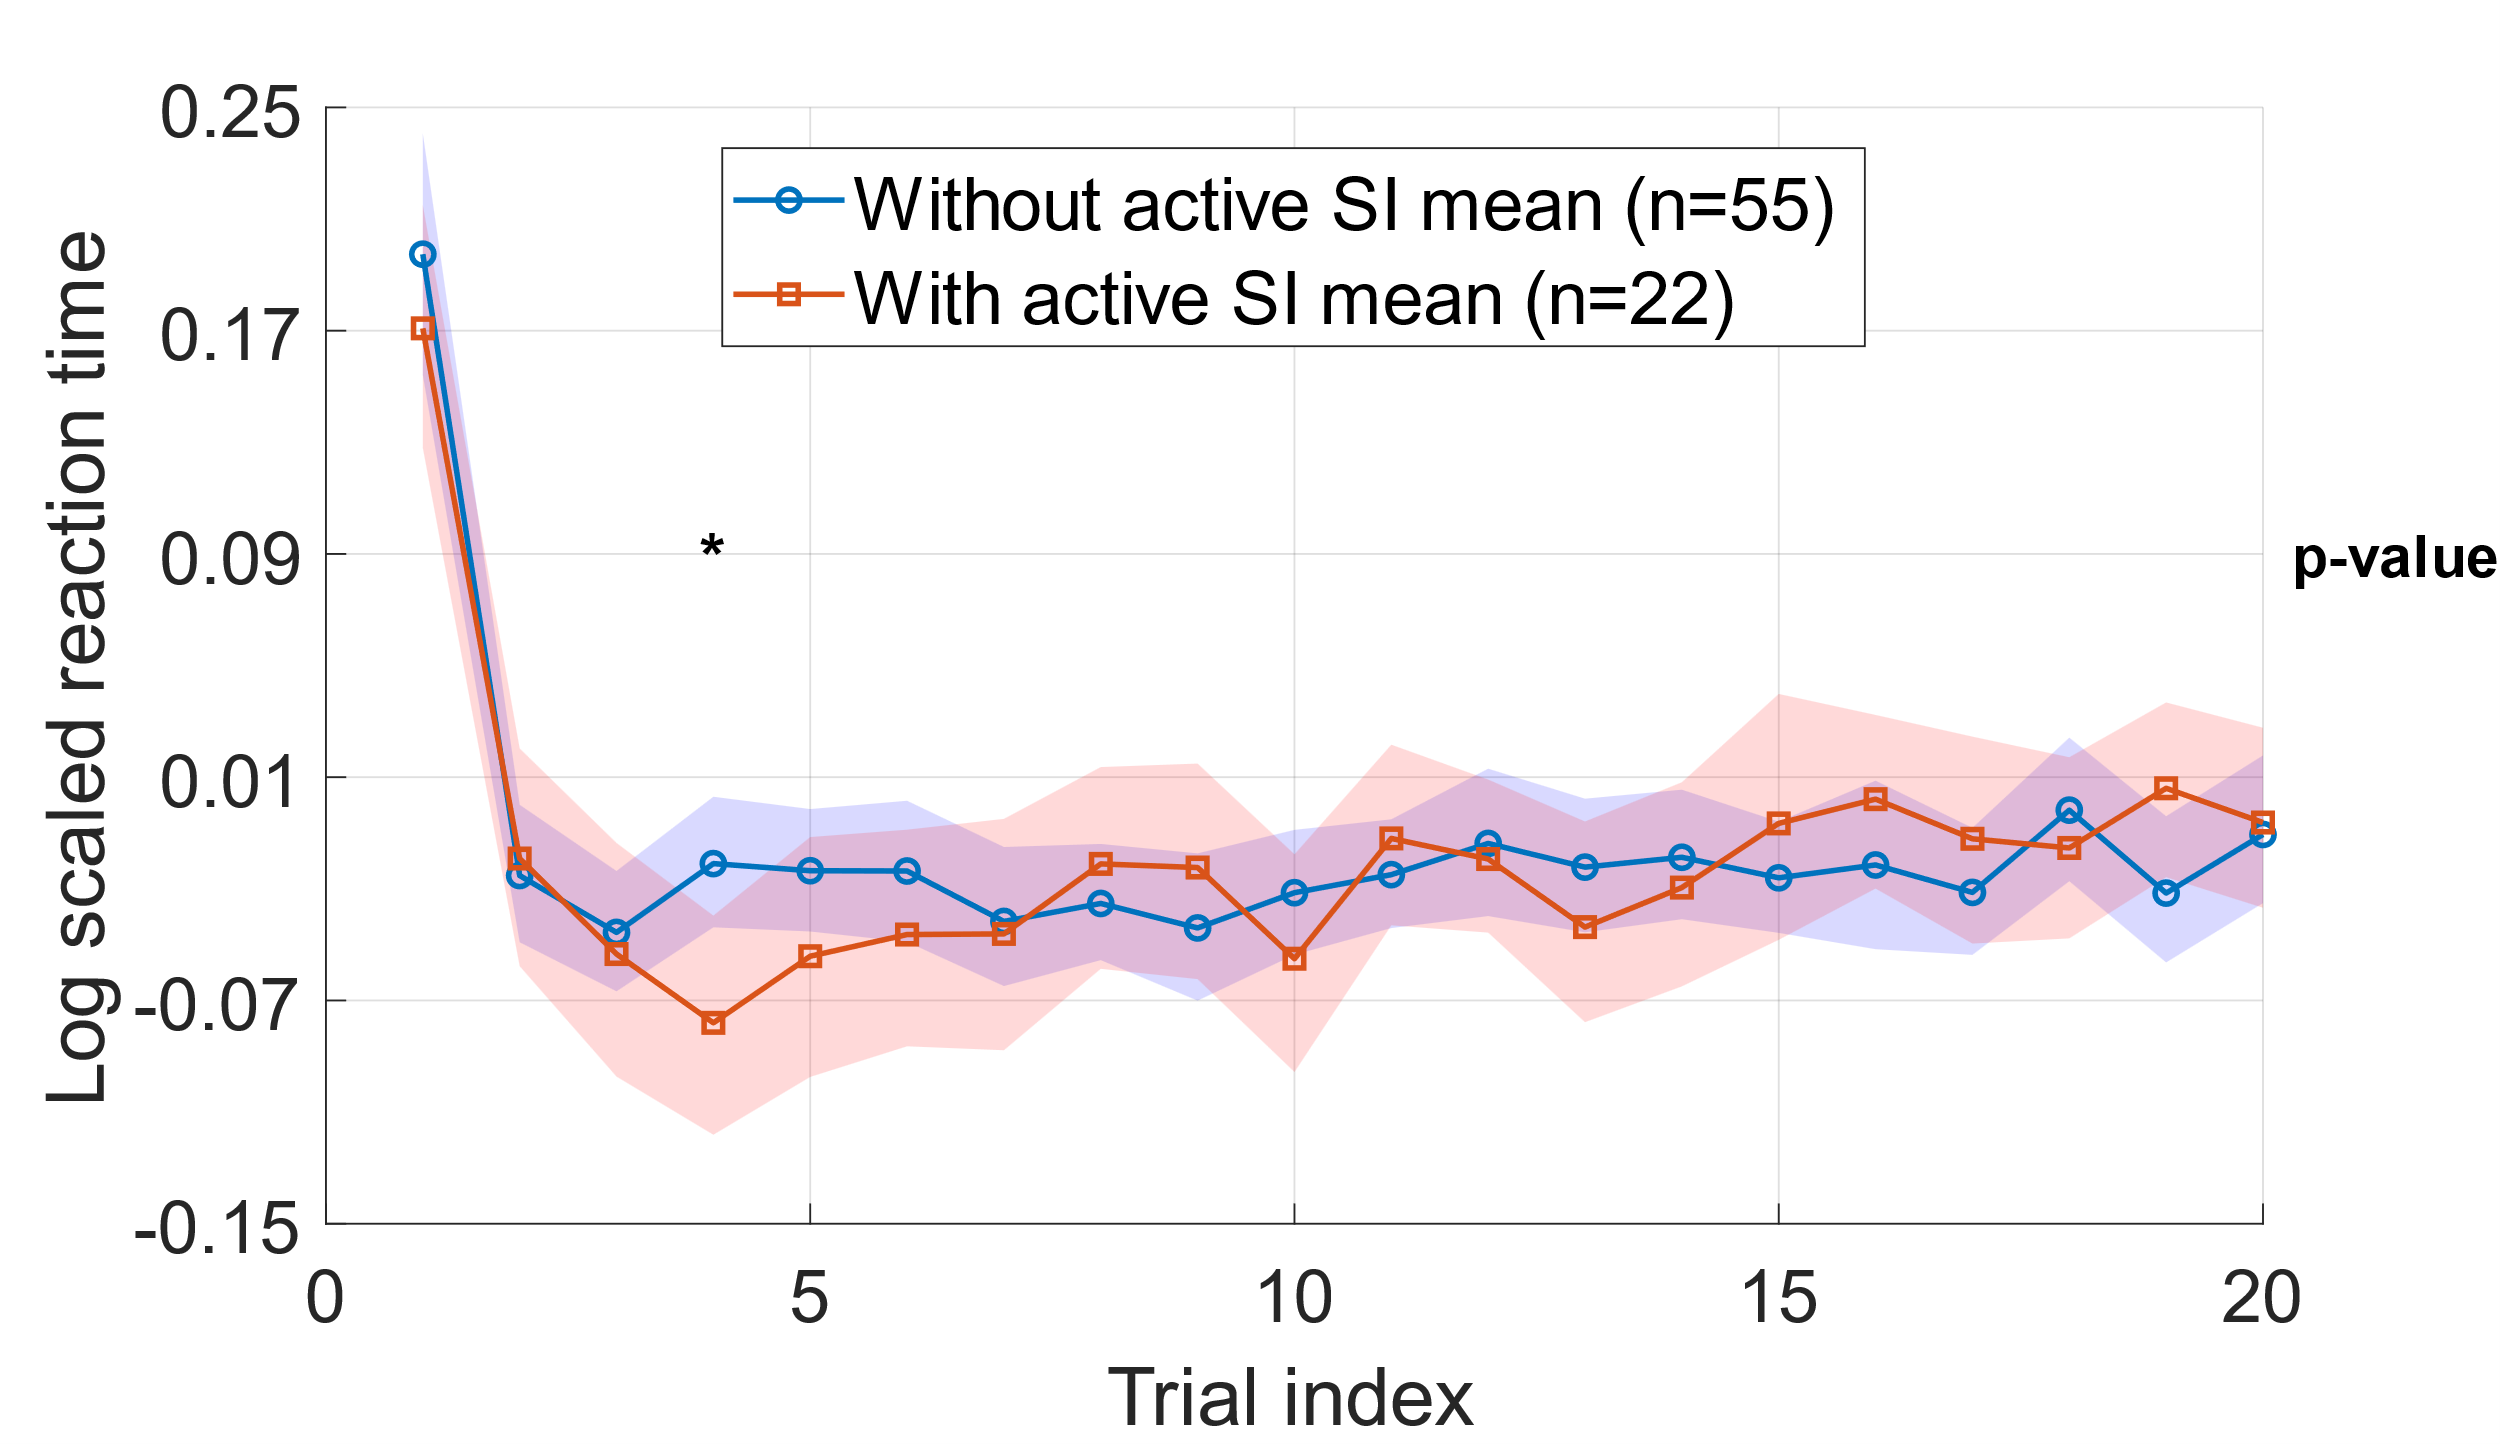 0.25
0.17
0.09
0.01
-0.07
-0.15
Log scaled reaction time
Without active SI mean (n=55)
With active SI mean (n=22)
*
p-value
0
5
10
15
20
Trial index